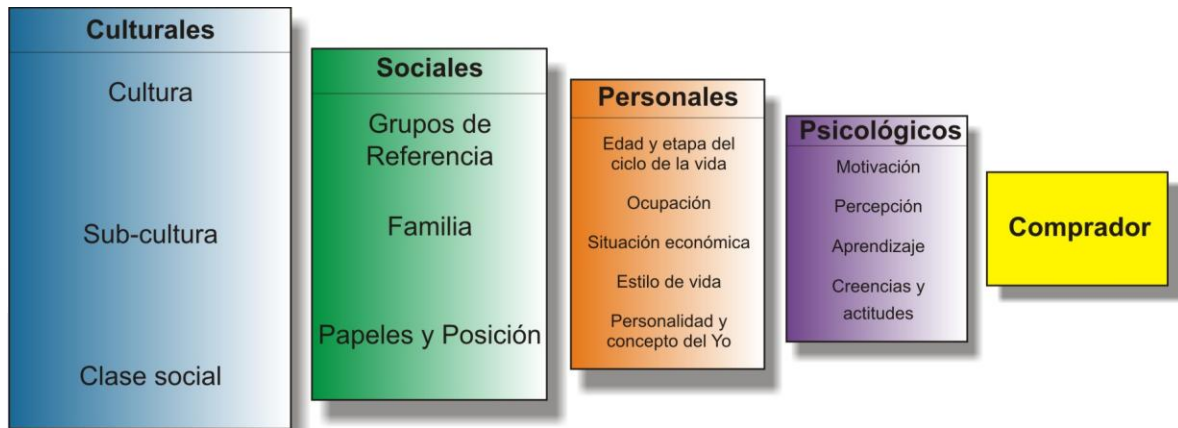 Culturales
Cultura
Sub-cultura
Clase social
Sociales
Grupos de
Referencia
Familia
Papeles y Posición
Personales
Edad y etapa del
ciclo de la vida
Ocupación
Situación económica
Estilo de vida
Personalidad y
concepto del Yo
Psicológicos
Motivación
Percepción
Aprendizaje
Creencias y
actitudes
Comprador